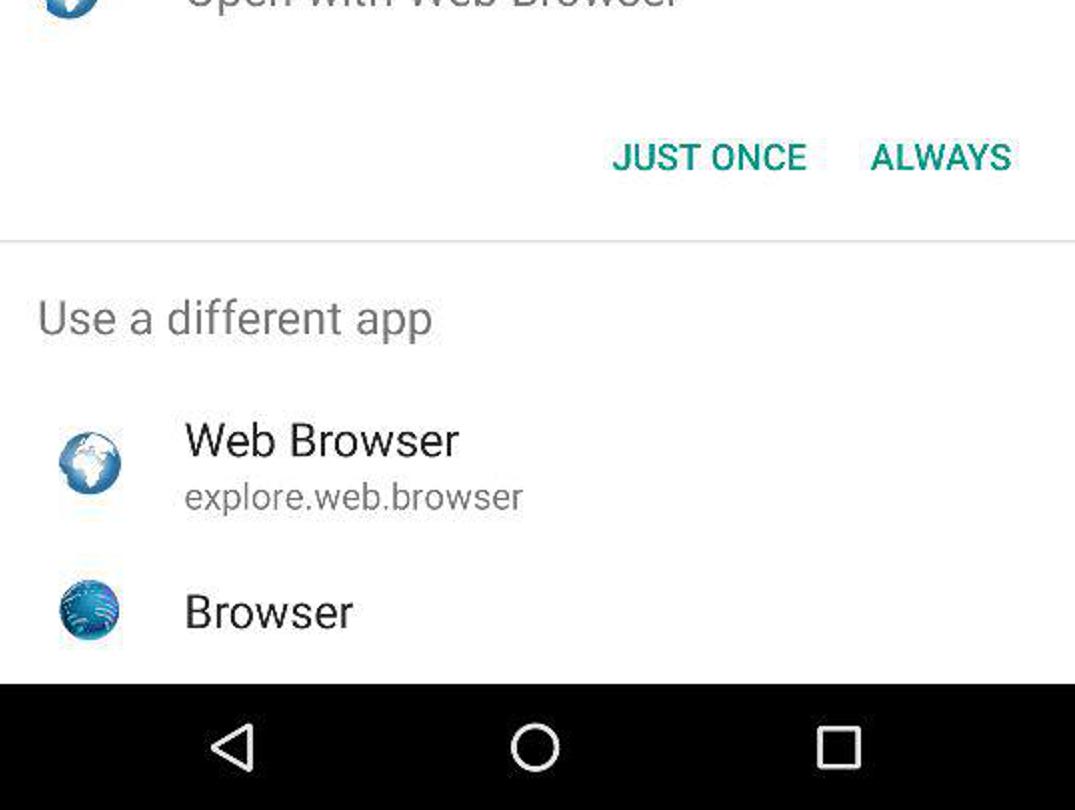 Open with Web Browser
JUST ONCE ALWAYS
Use a different app
Web Browser
explore.web.browser
Browser